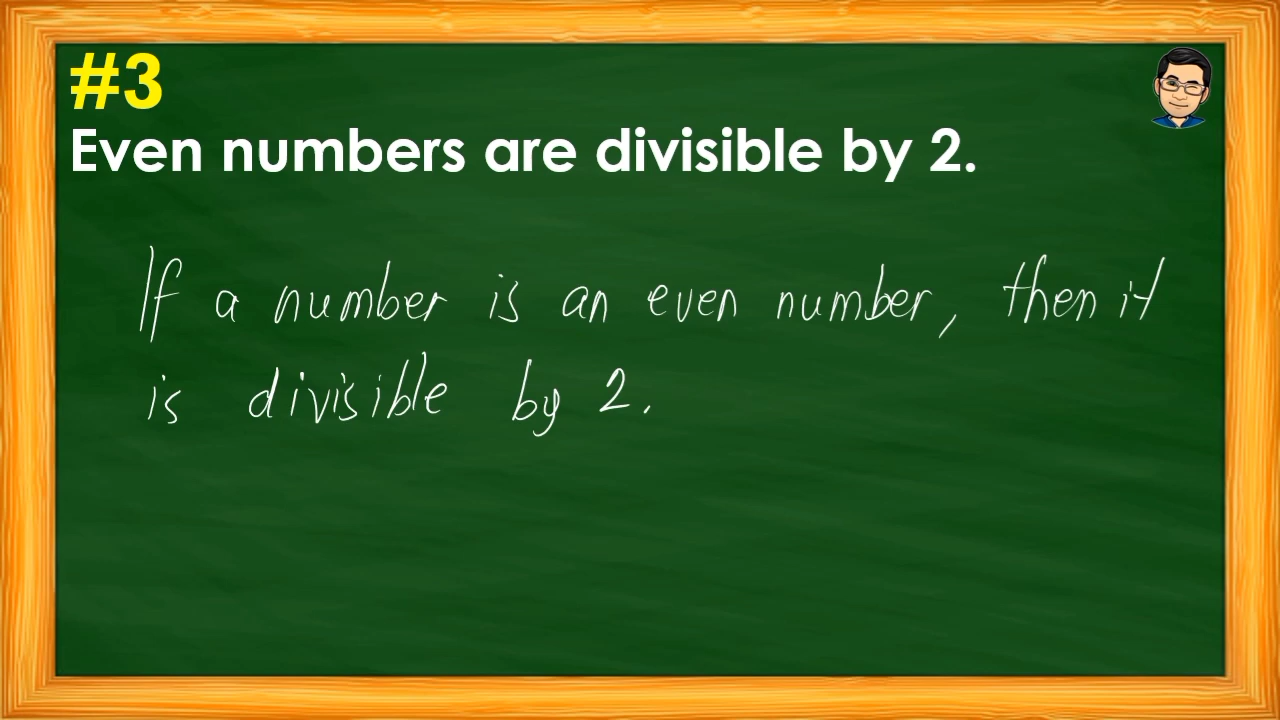 #3
Even numbers are divisible by 2.
If a number is an even number, then it
is divisible by 2.